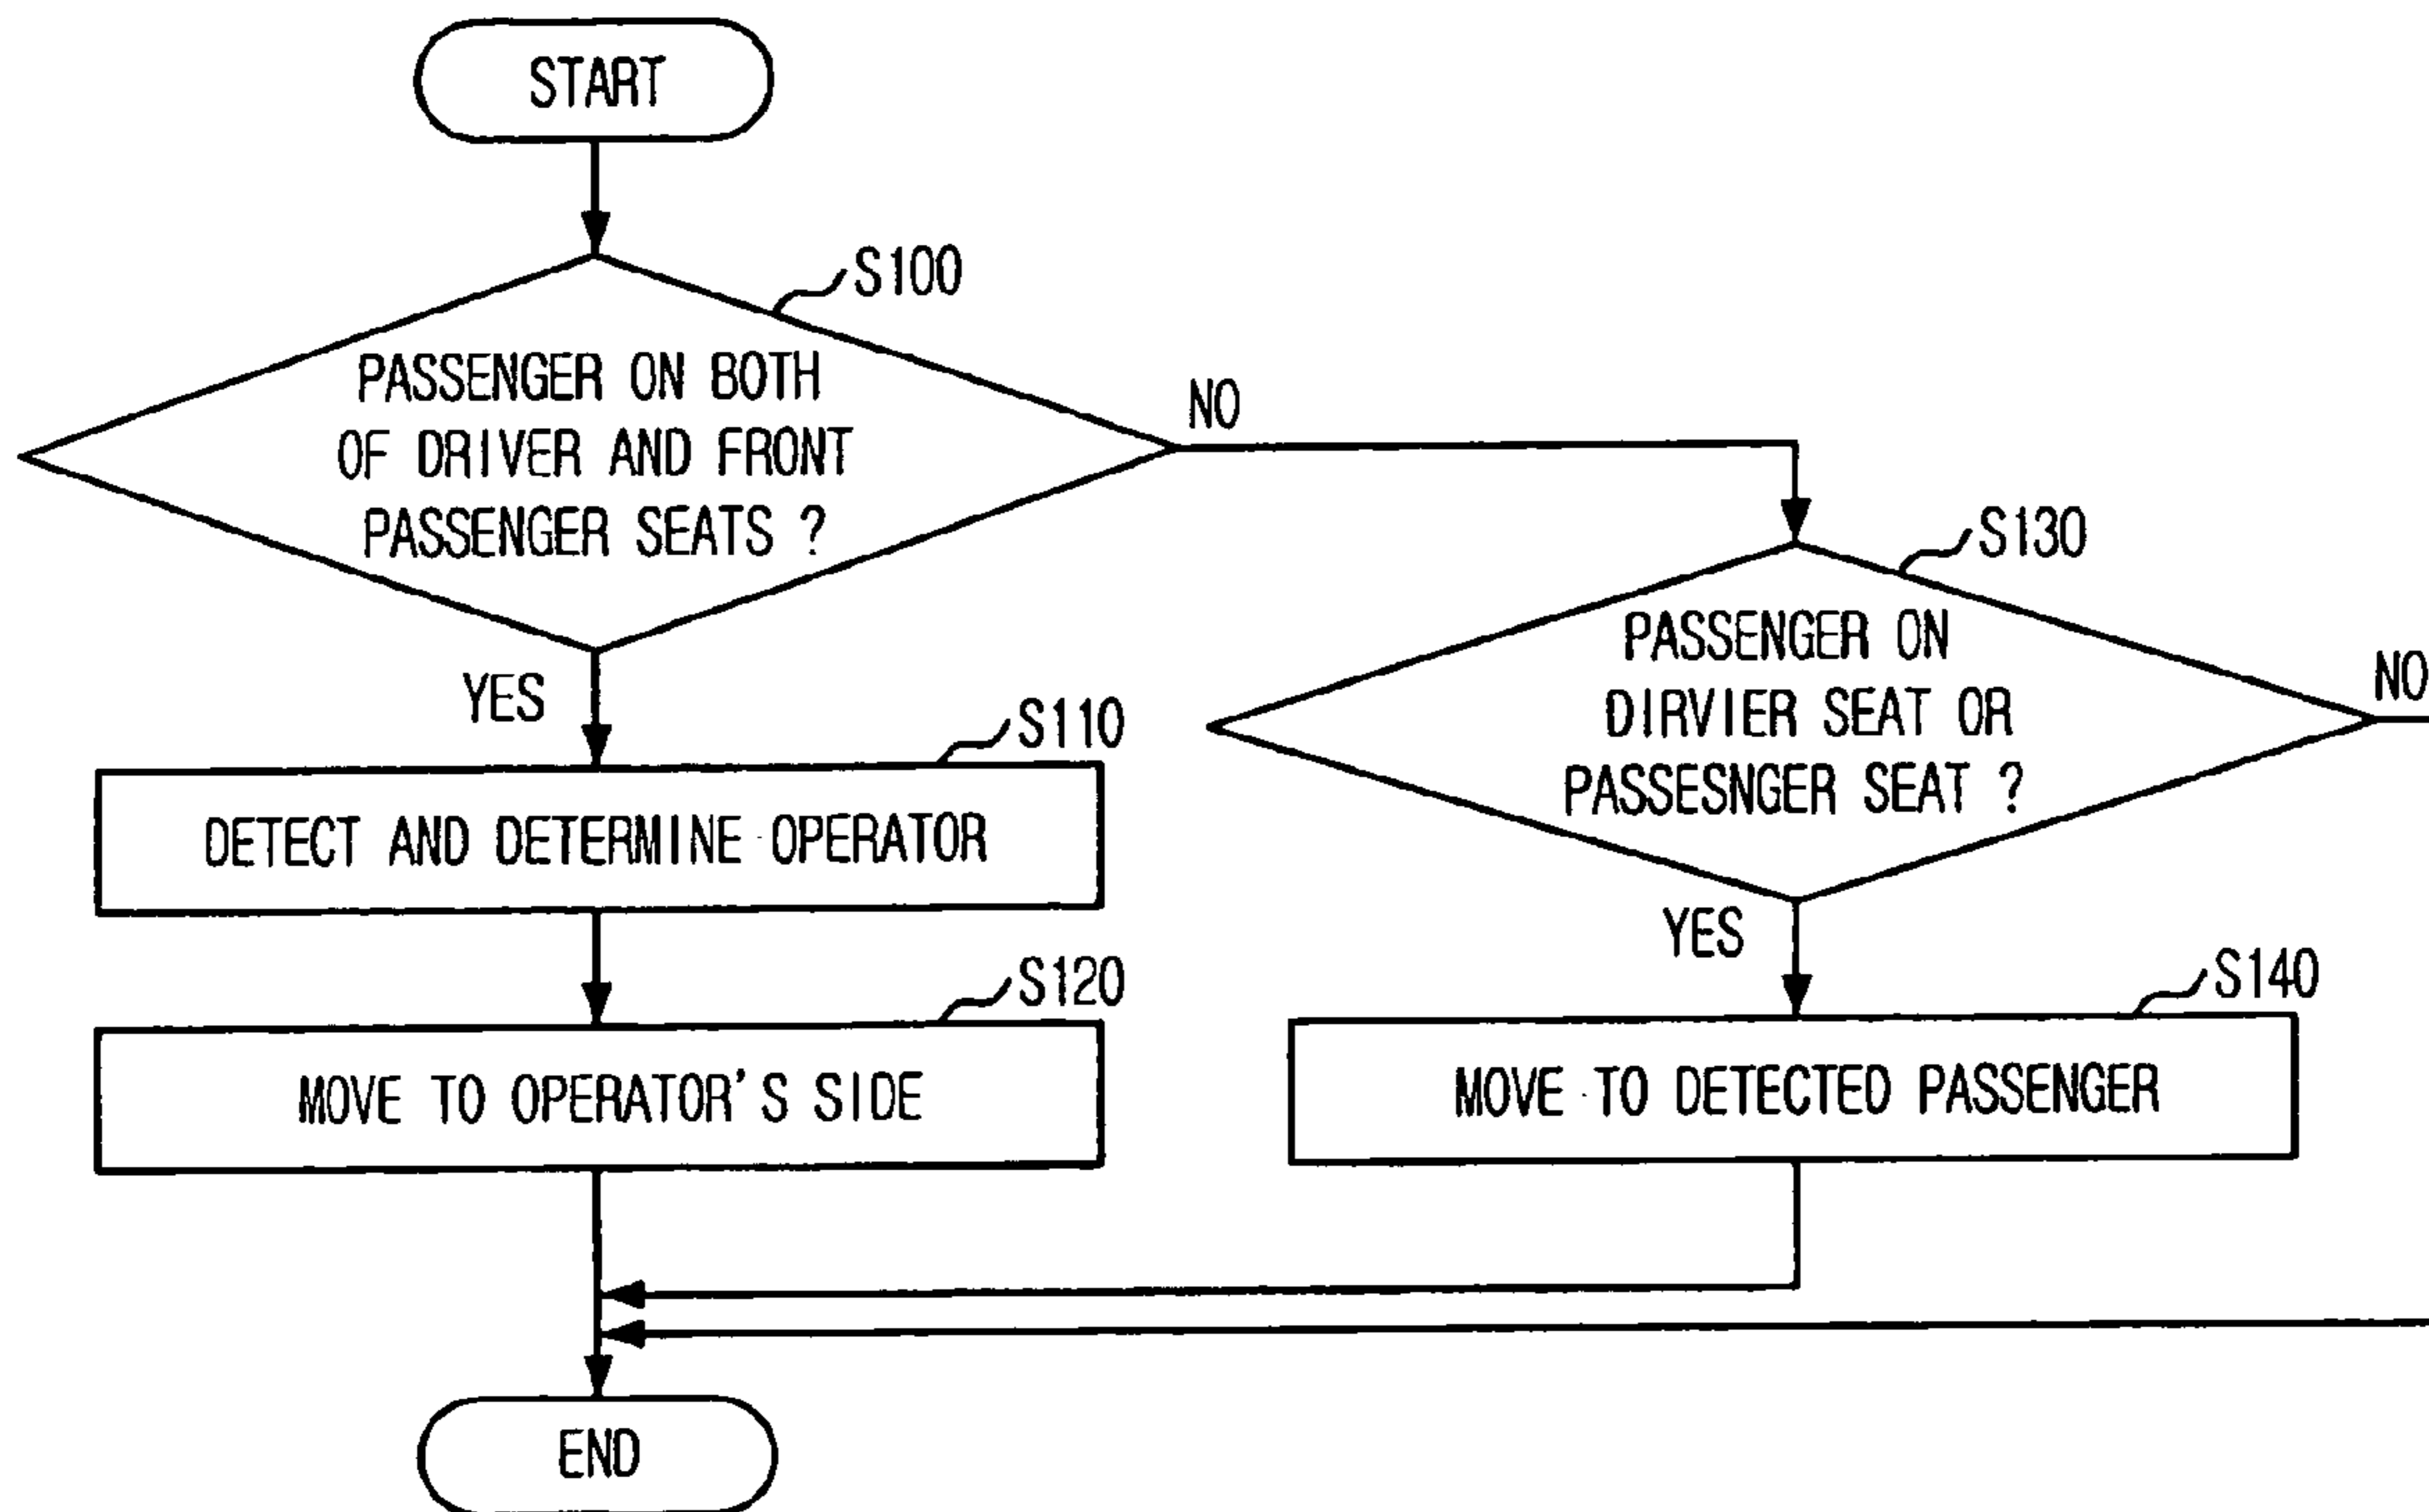 START
S100
PASSENGER ON BOTH
OF DRIVER AND FRONT
PASSENGER SEATS ?
NO
YES
S110
DETECT AND DETERMINE OPERATOR
S120
MOVE TO OPERATOR'S SIDE
S130
PASSENGER ON
DIRVIER SEAT OR
PASSESNGER SEAT ?
NO
YES
S140
MOVE TO DETECTED PASSENGER
END